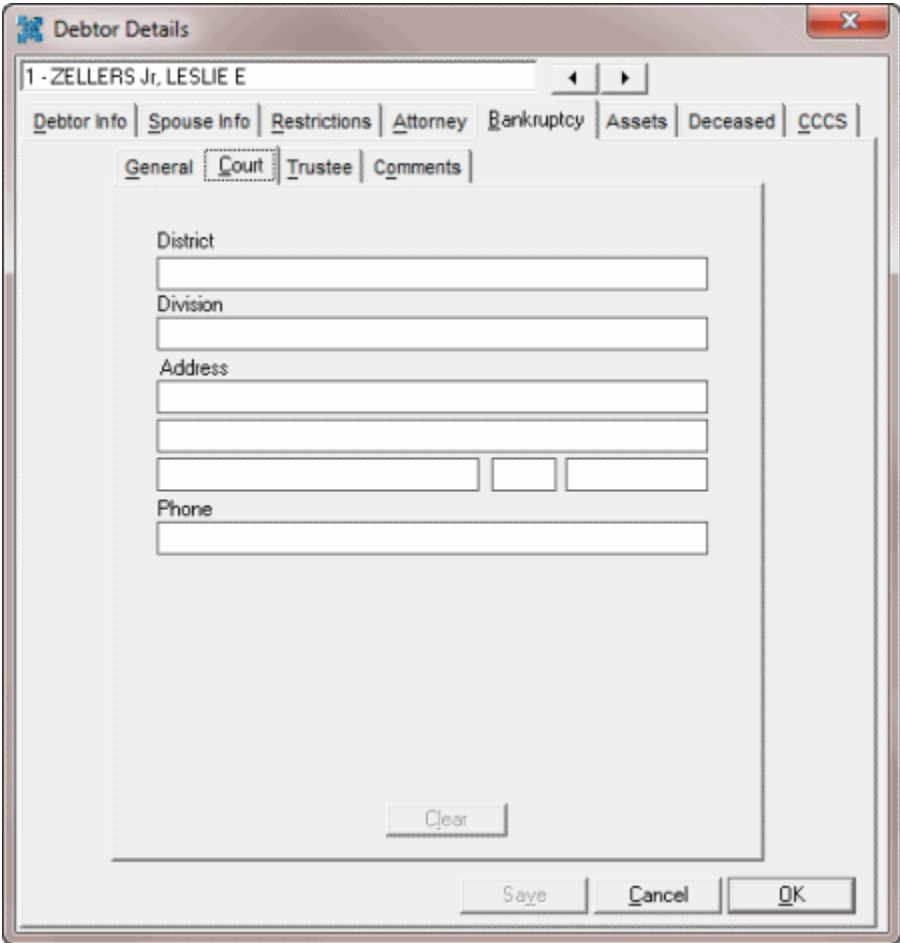 Debtor Details
1 - ZELLERS Jr, LESLIE E
Debtor Info Spouse Info Restrictions Attorney Bankruptcy Assets Deceased CCCS
General Court Trustee Comments
District
Division
Address
Phone
Clear
Save Cancel OK